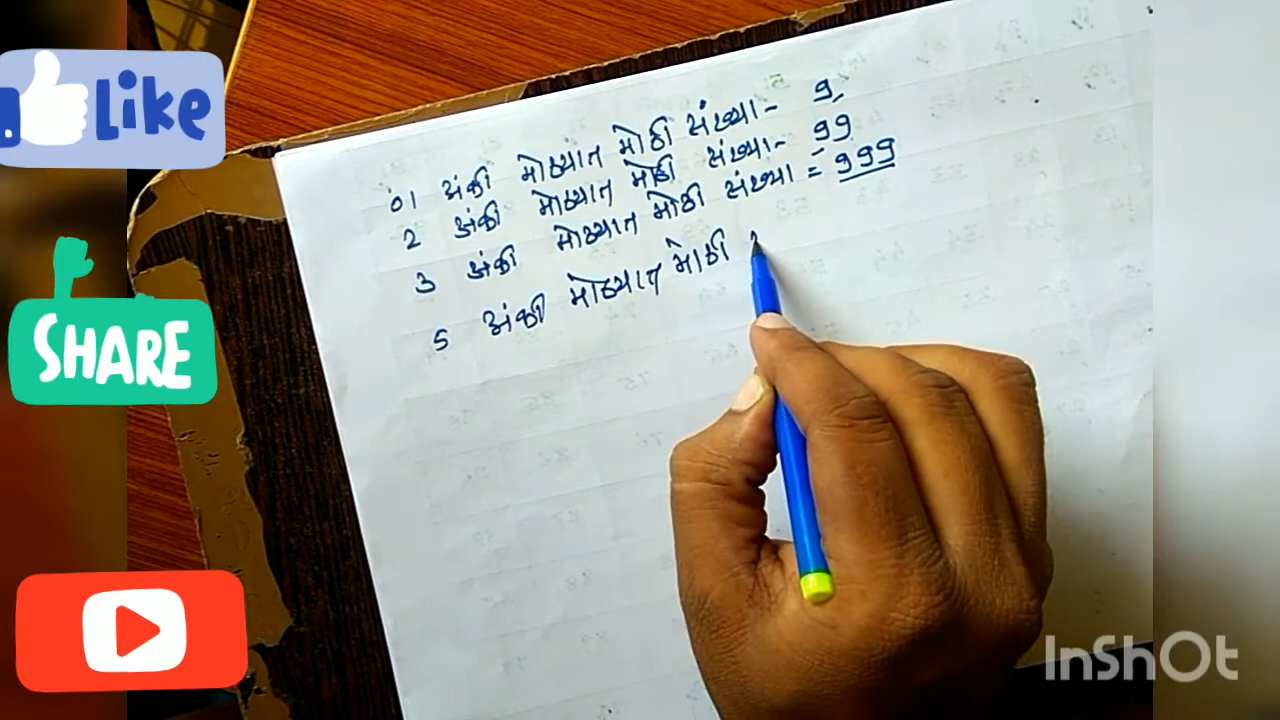 Like
SHARE
01 अंकी मोठ्यात मोठी संख्या - 9.
2 अंकी मोठ्यात मोठी संख्या - 99
3 अंकी मोठ्यात मोठी संख्या = 999
5 अंकी मोठ्यात मोठी
InShOt